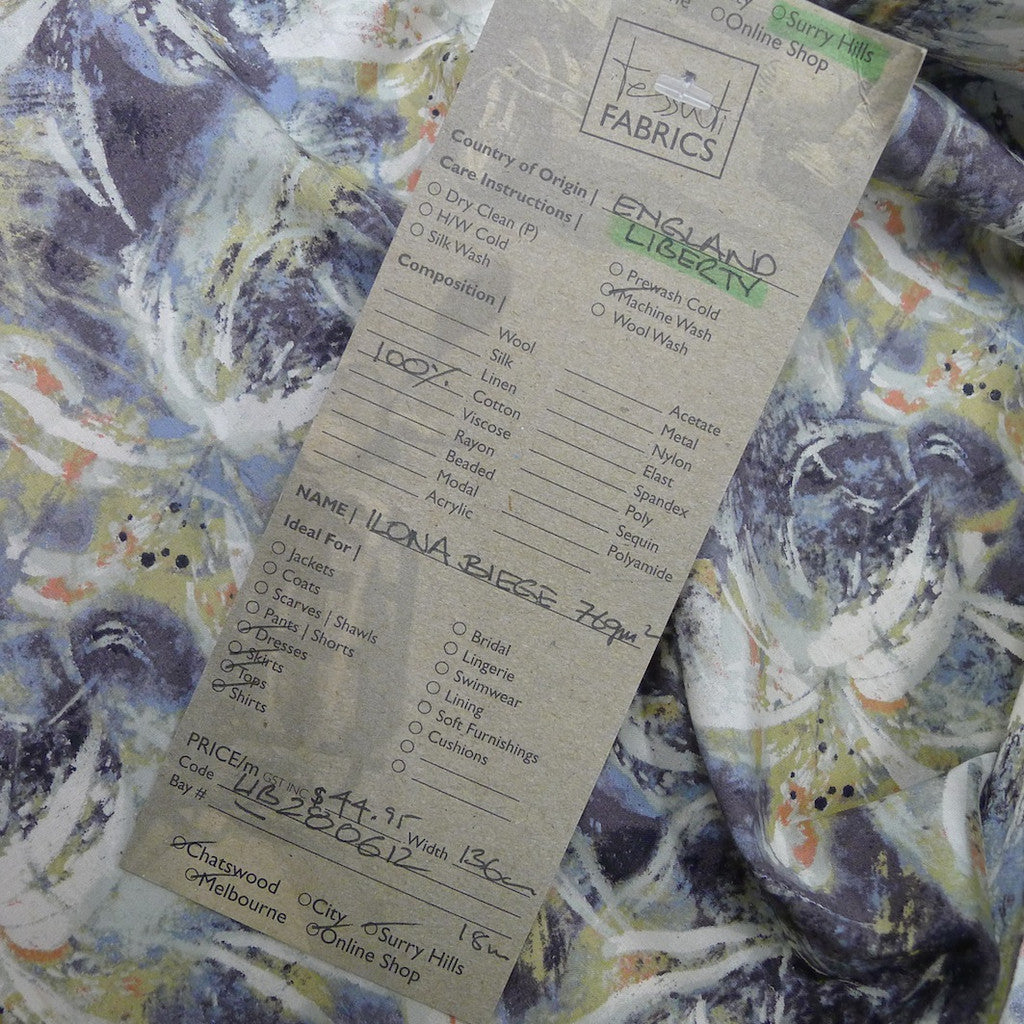 Surry Hills
Online Shop
Tessuti
FABRICS
Country of Origin | ENGLAND
Care Instructions | LIBERTY
Dry Clean (P)
H/W Cold
Silk Wash
Prewash Cold
Machine Wash
Wool Wash
Composition |
Wool
Silk
Linen
100% Cotton
Viscose
Rayon
Beaded
Modal
Acrylic
Acetate
Metal
Nylon
Elast
Spandex
Poly
Sequin
Polyamide
NAME | ILONA BIEGE 76gm²
Ideal For |
Jackets
Coats
Scarves | Shawls
Pants | Shorts
Dresses
Skirts
Tops
Shirts
Bridal
Lingerie
Swimwear
Lining
Soft Furnishings
Cushions
PRICE/m GST INC $44.95 Width 136cm
Code LIB280612
Bay #
18m
Chatswood
City
Surry Hills
Melbourne
Online Shop